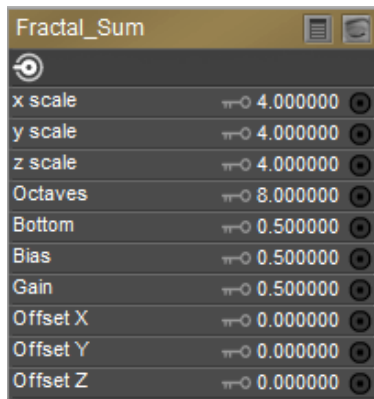 Fractal_Sum
x scale 4.000000
y scale 4.000000
z scale 4.000000
Octaves 8.000000
Bottom 0.500000
Bias 0.500000
Gain 0.500000
Offset X 0.000000
Offset Y 0.000000
Offset Z 0.000000